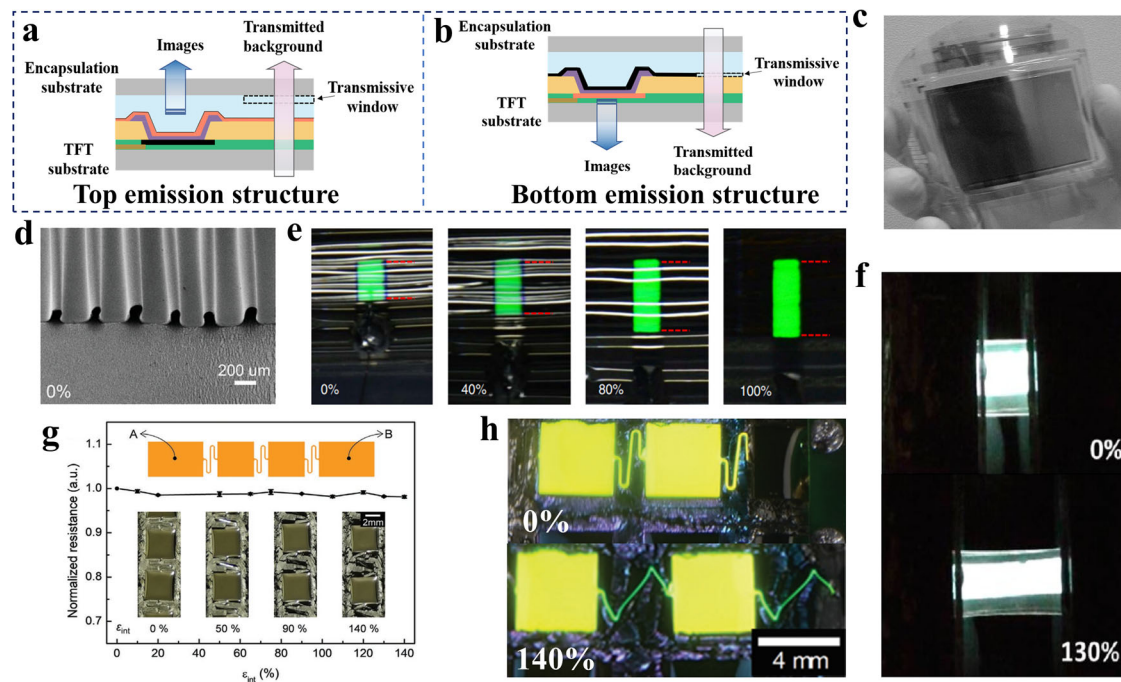 a
Images
Transmitted
background
Encapsulation
substrate
Transmissive
window
TFT
substrate
Top emission structure
b
Encapsulation
substrate
Transmissive
window
TFT
substrate
Images
Transmitted
background
Bottom emission structure
c
d
0%
200 um
e
0%
40%
80%
100%
f
0%
130%
g
Normalized resistance (a.u.)
1.1
1.0
0.9
0.8
0.7
A
B
2mm
εint 0 % 50 % 90 % 140 %
0 20 40 60 80 100 120 140
εint (%)
h
0%
140%
4 mm